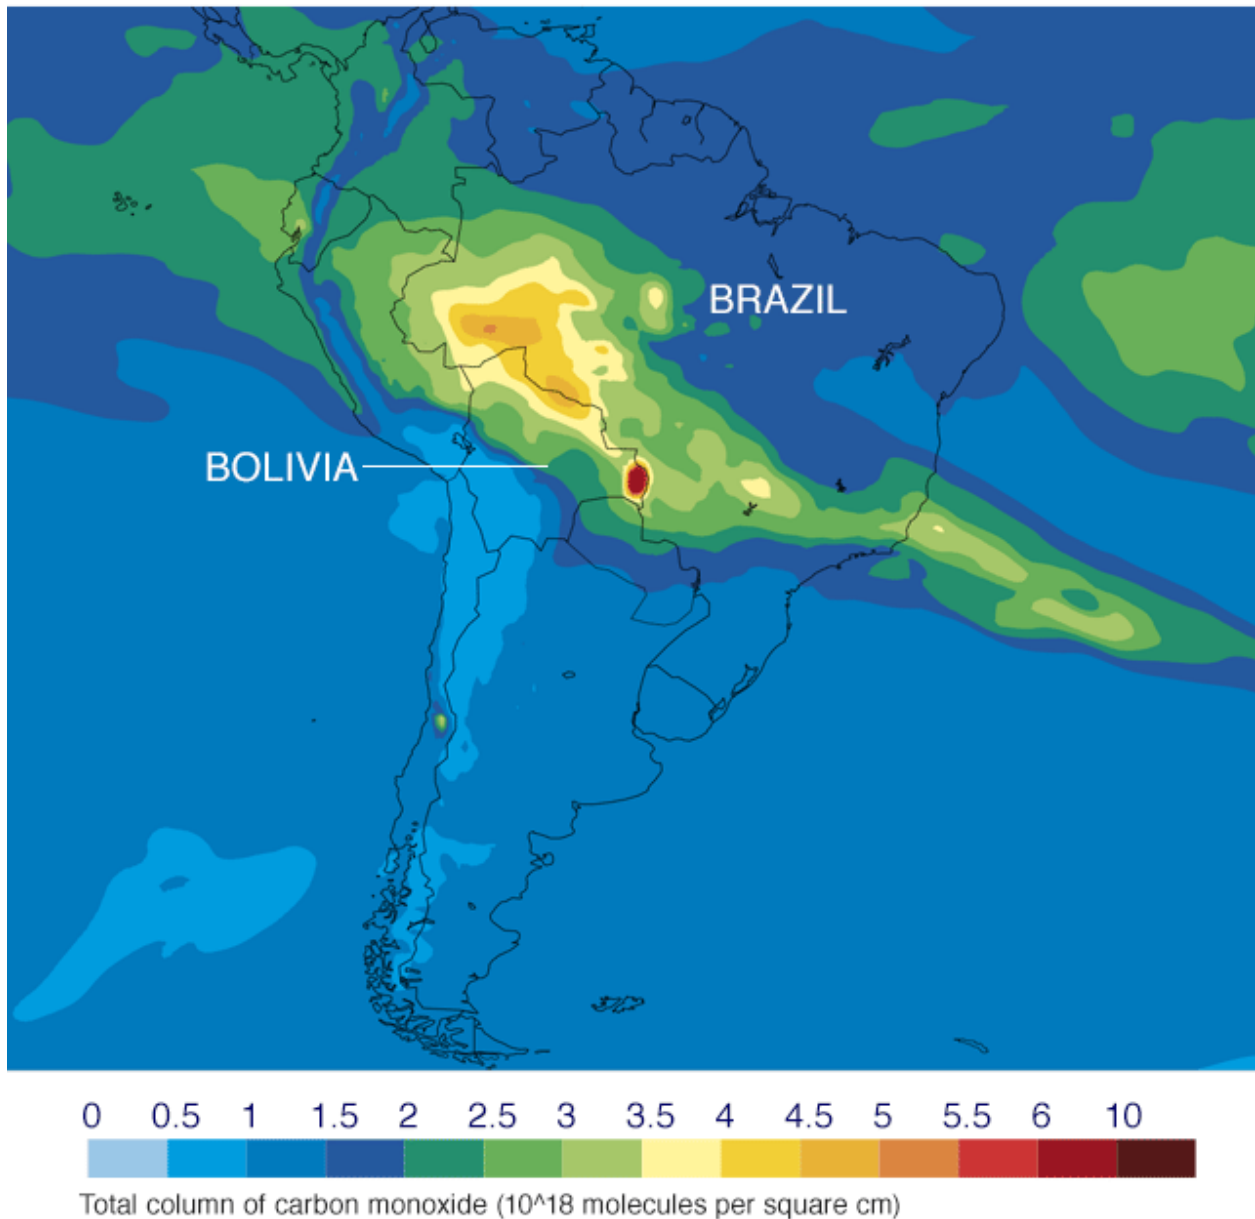 BRAZIL
BOLIVIA
0 0.5 1 1.5 2 2.5 3 3.5 4 4.5 5 5.5 6 10
Total column of carbon monoxide (10^18 molecules per square cm)